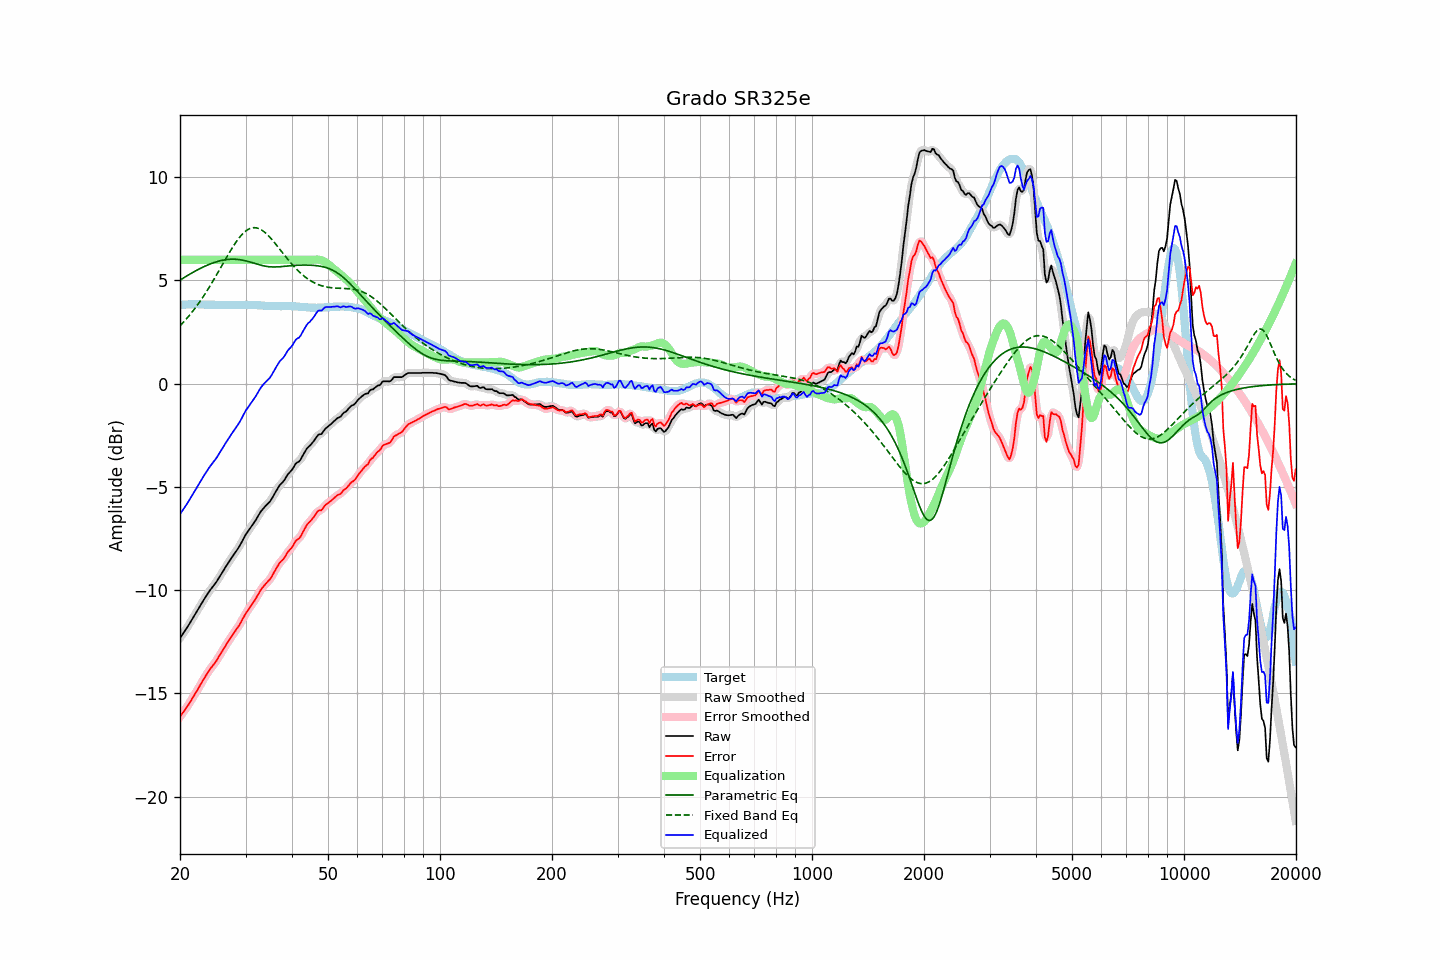 Grado SR325e
Amplitude (dBr)
10
5
0
−5
−10
−15
−20
Target
Raw Smoothed
Error Smoothed
Raw
Error
Equalization
Parametric Eq
Fixed Band Eq
Equalized
20 50 100 200 500 1000 2000 5000 10000 20000
Frequency (Hz)